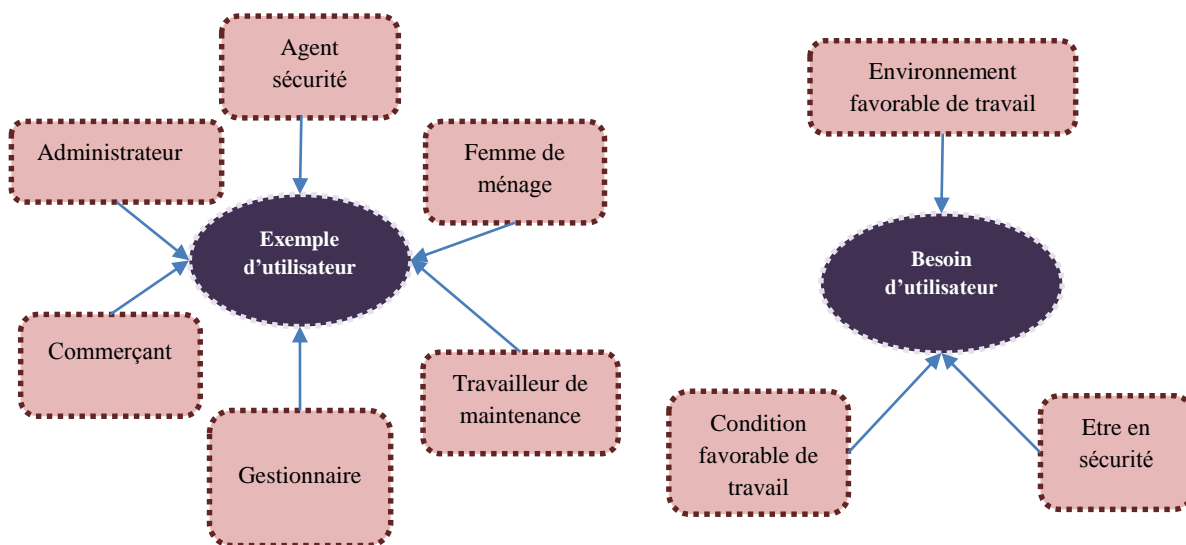 Agent
sécurité
Administrateur
Femme de
ménage
Exemple
d’utilisateur
Commerçant
Travailleur de
maintenance
Gestionnaire
Environnement
favorable de travail
Besoin
d’utilisateur
Condition
favorable de
travail
Etre en
sécurité